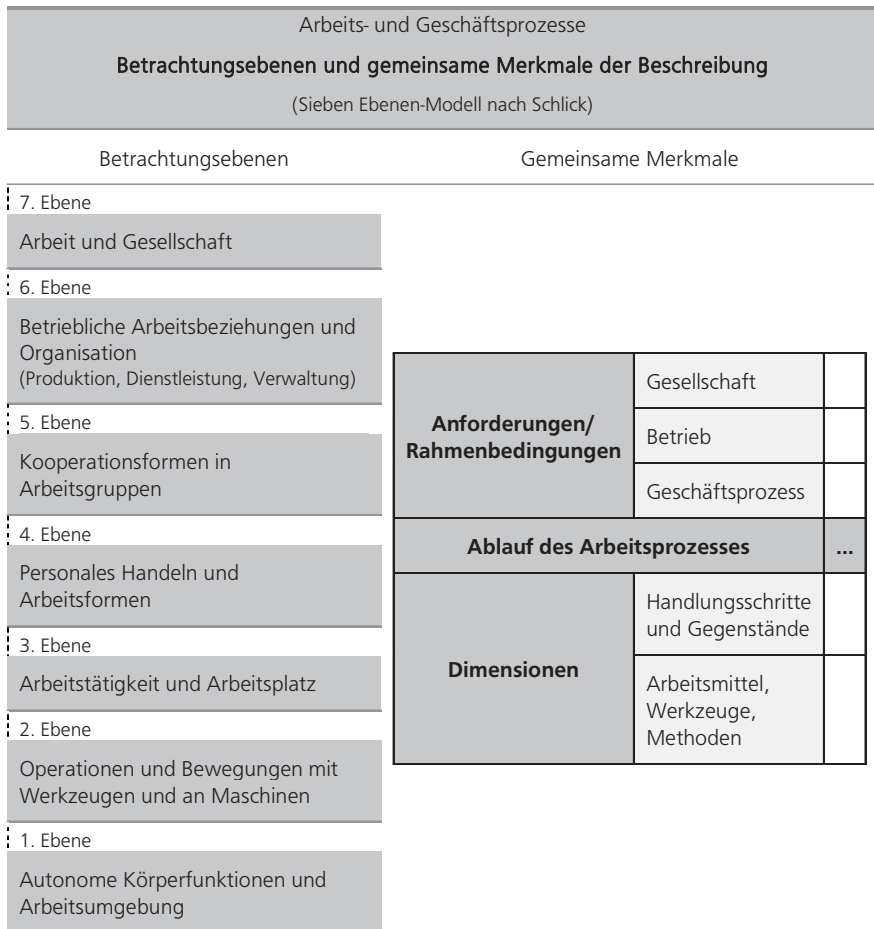 Arbeits- und Geschäftsprozesse
Betrachtungsebenen und gemeinsame Merkmale der Beschreibung
(Sieben Ebenen-Modell nach Schlick)
Betrachtungsebenen
Gemeinsame Merkmale
7. Ebene
Arbeit und Gesellschaft
6. Ebene
Betriebliche Arbeitsbeziehungen und
Organisation
(Produktion, Dienstleistung, Verwaltung)
5. Ebene
Kooperationsformen in
Arbeitsgruppen
4. Ebene
Personales Handeln und
Arbeitsformen
3. Ebene
Arbeitstätigkeit und Arbeitsplatz
2. Ebene
Operationen und Bewegungen mit
Werkzeugen und an Maschinen
1. Ebene
Autonome Körperfunktionen und
Arbeitsumgebung
Anforderungen/
Rahmenbedingungen
Gesellschaft
Betrieb
Geschäftsprozess
Ablauf des Arbeitsprozesses
...
Dimensionen
Handlungsschritte
und Gegenstände
Arbeitsmittel,
Werkzeuge,
Methoden